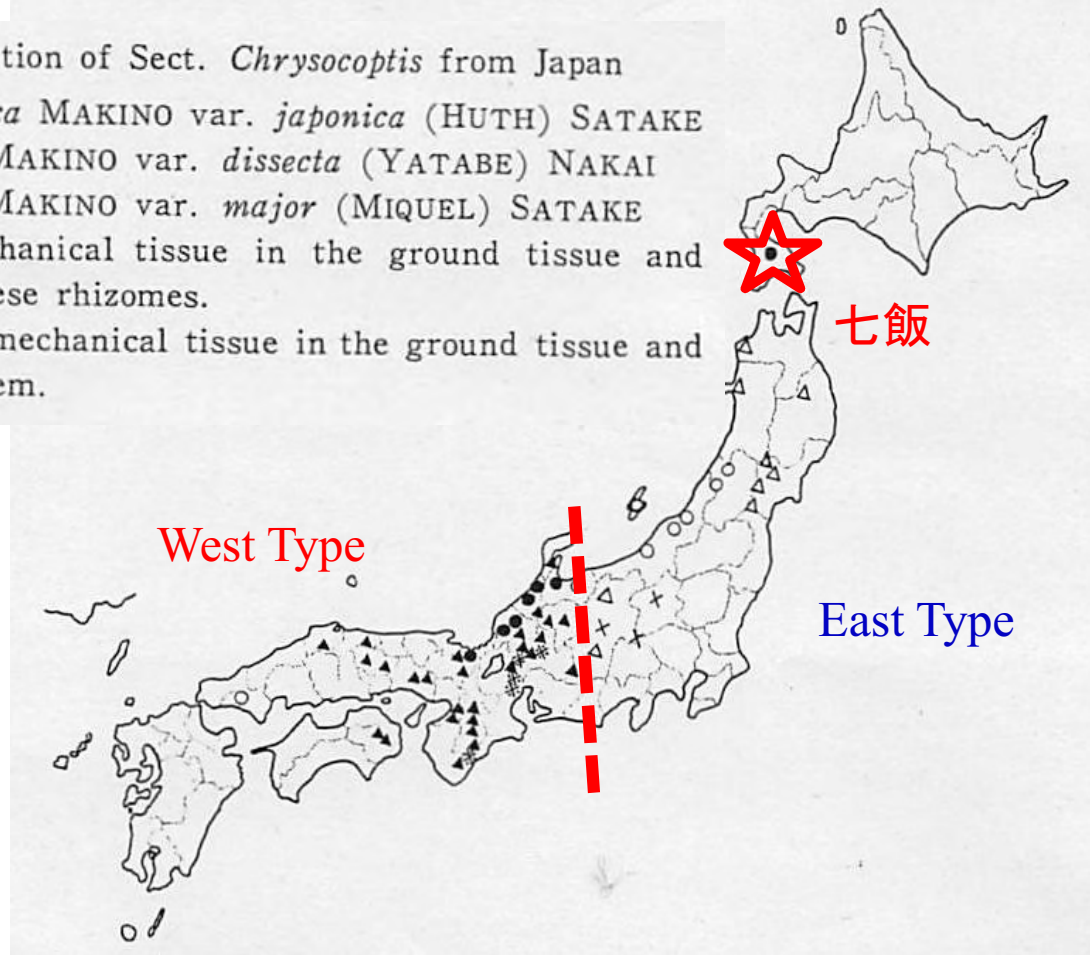 tion of Sect. Chrysocoptis from Japan
ca MAKINO var. japonica (HUTH) SATAKE
MAKINO var. dissecta (YATABE) NAKAI
MAKINO var. major (MIQUEL) SATAKE
hanical tissue in the ground tissue and
ese rhizomes.
mechanical tissue in the ground tissue and
em.
七飯
West Type
East Type